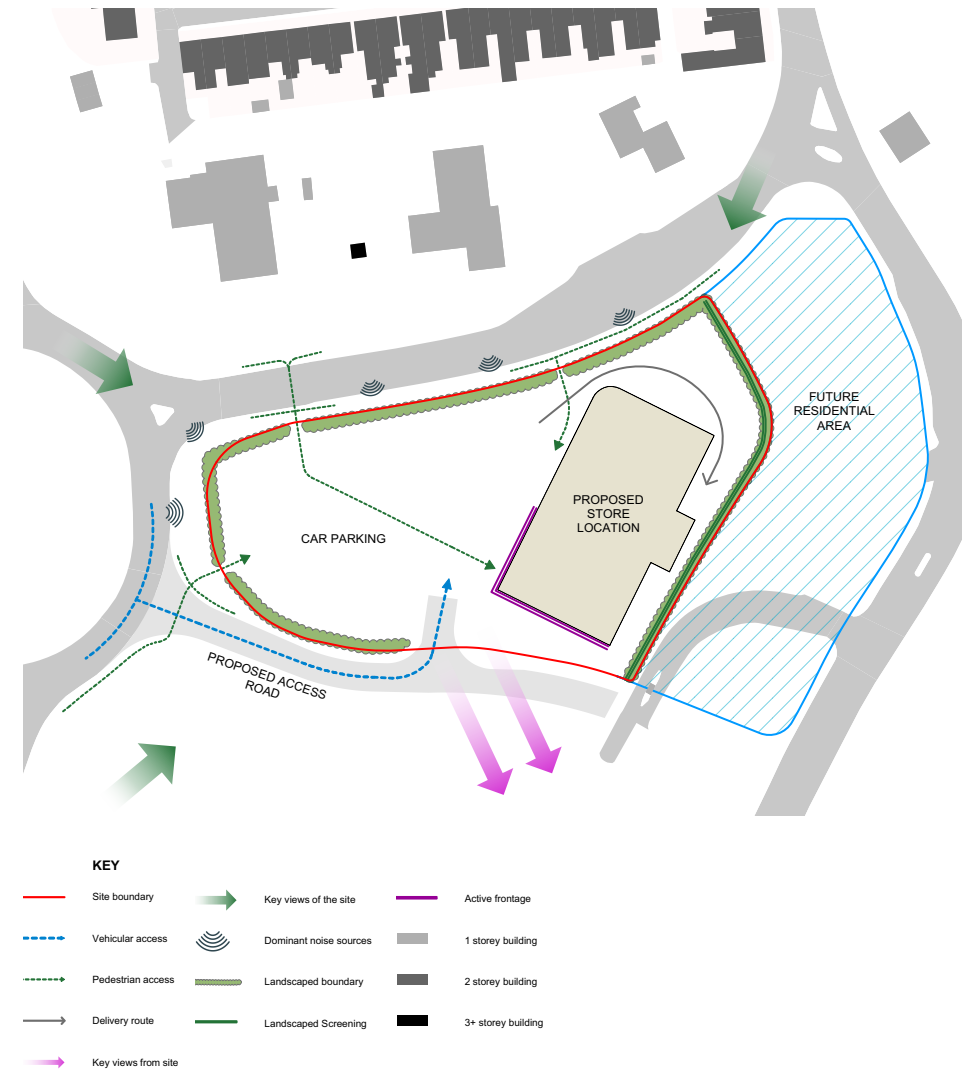 FUTURE
RESIDENTIAL
AREA
PROPOSED
STORE
LOCATION
CAR PARKING
PROPOSED ACCESS
ROAD
KEY
Site boundary
Key views of the site
Active frontage
Vehicular access
Dominant noise sources
1 storey building
Pedestrian access
Landscaped boundary
2 storey building
Delivery route
Landscaped Screening
3+ storey building
Key views from site